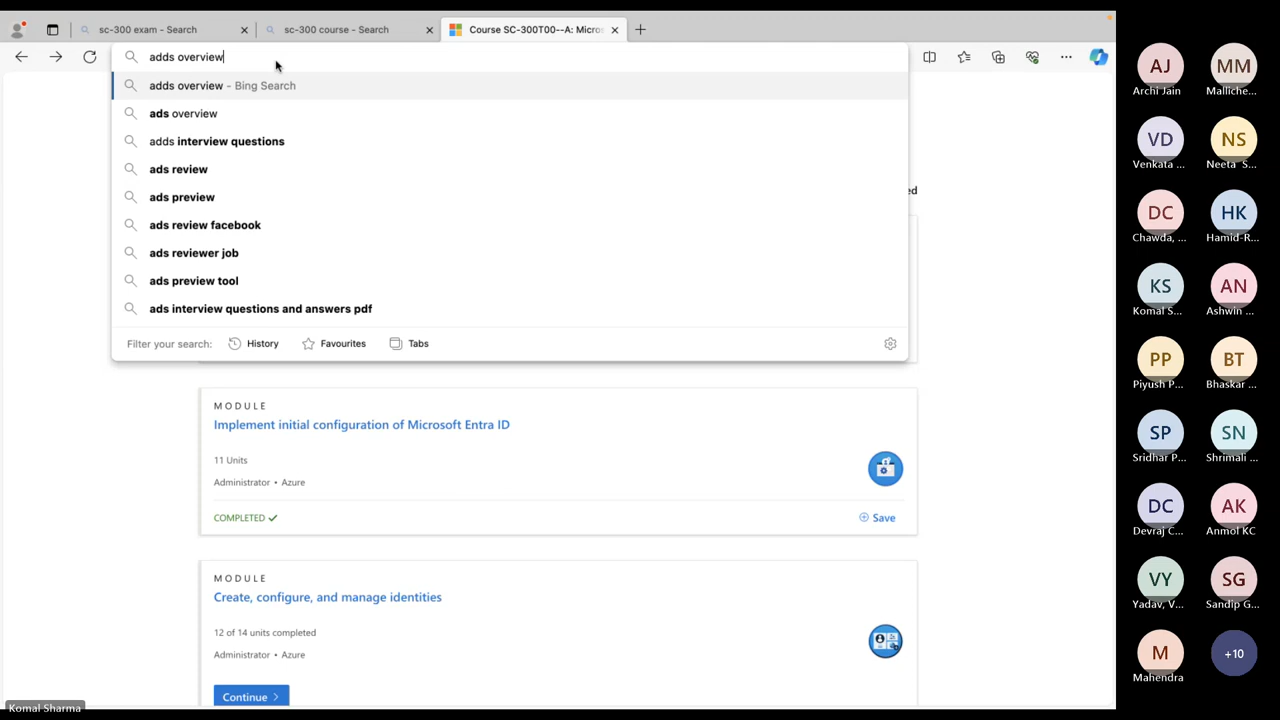 sc-300 exam - Search
sc-300 course - Search
Course SC-300T00--A: Micros
adds overview
adds overview - Bing Search
ads overview
adds interview questions
ads review
ads preview
ads review facebook
ads reviewer job
ads preview tool
ads interview questions and answers pdf
Filter your search:
History
Favourites
Tabs
ed
MODULE
Implement initial configuration of Microsoft Entra ID
11 Units
Administrator • Azure
COMPLETED
Save
MODULE
Create, configure, and manage identities
12 of 14 units completed
Administrator • Azure
Continue
Komal Sharma
AJ
Archi Jain
MM
Malliche...
VD
Venkata ...
NS
Neeta S...
DC
Chawda, ...
HK
Hamid-R...
KS
Komal S...
AN
Ashwin ...
PP
Piyush P...
BT
Bhaskar ...
SP
Sridhar P...
SN
Shrimali ...
DC
Devraj C...
AK
Anmol KC
VY
Yadav, V...
SG
Sandip G...
M
Mahendra
+10